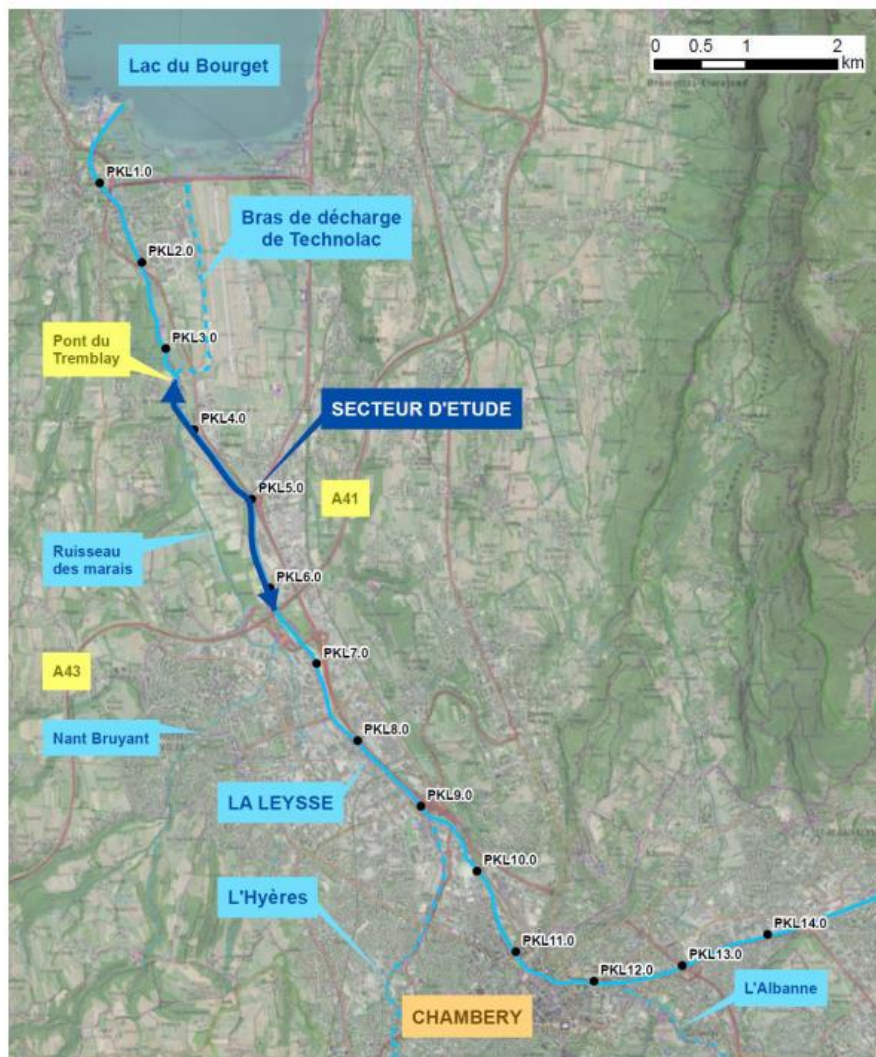 Lac du Bourget
0 0.5 1 2
km
PKL1.0
Bras de décharge
de Technolac
PKL2.0
Pont du
Tremblay
PKL3.0
SECTEUR D'ETUDE
PKL4.0
PKL5.0
A41
Ruisseau
des marais
PKL6.0
A43
PKL7.0
Nant Bruyant
PKL8.0
LA LEYSSE
PKL9.0
PKL10.0
L'Hyères
PKL11.0
PKL14.0
PKL13.0
PKL12.0
L'Albanne
CHAMBERY